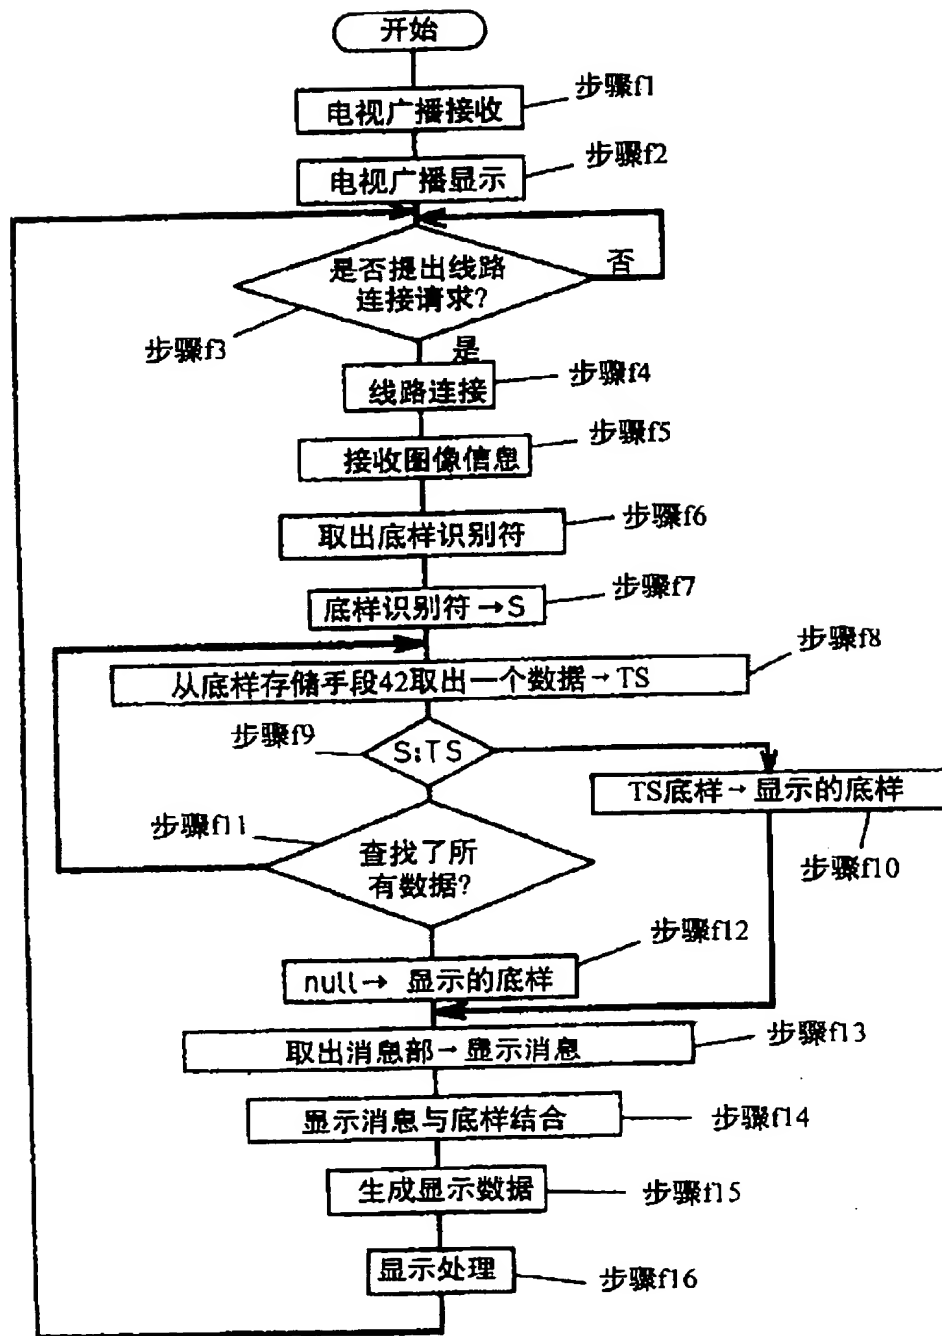 开始
电视广播接收
步骤f1
电视广播显示
步骤f2
是否提出线路
连接请求?
否
步骤f3
是
线路连接
步骤f4
接收图像信息
步骤f5
取出底样识别符
步骤f6
底样识别符→S
步骤f7
从底样存储手段42取出一个数据→TS
步骤f8
步骤f9
S:TS
TS底样→显示的底样
步骤f10
步骤f11
查找了所
有数据?
步骤f12
null→ 显示的底样
取出消息部→显示消息
步骤f13
显示消息与底样结合
步骤f14
生成显示数据
步骤f15
显示处理
步骤f16